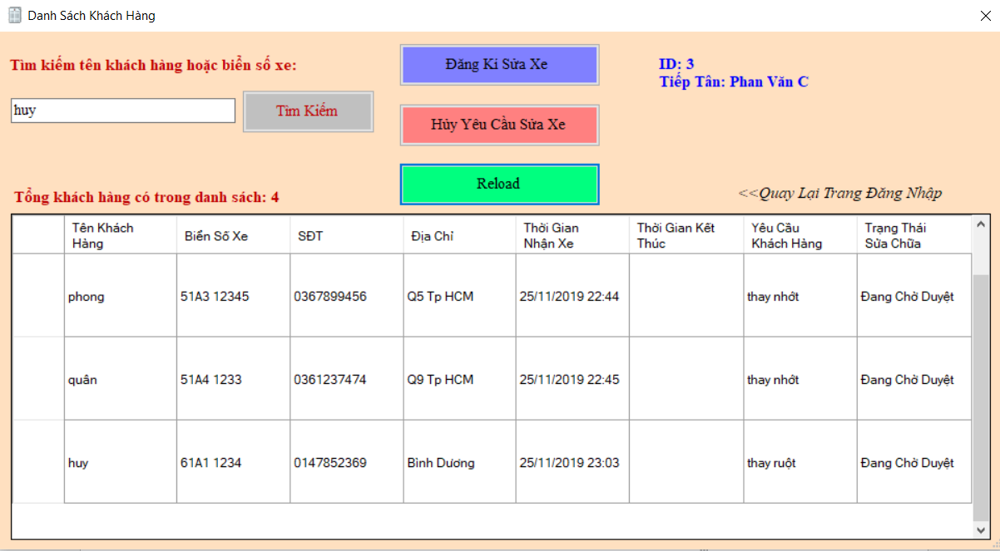 Danh Sách Khách Hàng
Tìm kiếm tên khách hàng hoặc biển số xe:
huy
Tìm Kiếm
Đăng Kí Sửa Xe
Hủy Yêu Cầu Sửa Xe
Reload
ID: 3
Tiếp Tân: Phan Văn C
Tổng khách hàng có trong danh sách: 4
<<Quay Lại Trang Đăng Nhập
Tên Khách Hàng Biển Số Xe SĐT Địa Chỉ Thời Gian Nhận Xe Thời Gian Kết Thúc Yêu Cầu Khách Hàng Trạng Thái Sửa Chữa
phong 51A3 12345 0367899456 Q5 Tp HCM 25/11/2019 22:44 thay nhớt Đang Chờ Duyệt
quân 51A4 1233 0361237474 Q9 Tp HCM 25/11/2019 22:45 thay nhớt Đang Chờ Duyệt
huy 61A1 1234 0147852369 Bình Dương 25/11/2019 23:03 thay ruột Đang Chờ Duyệt